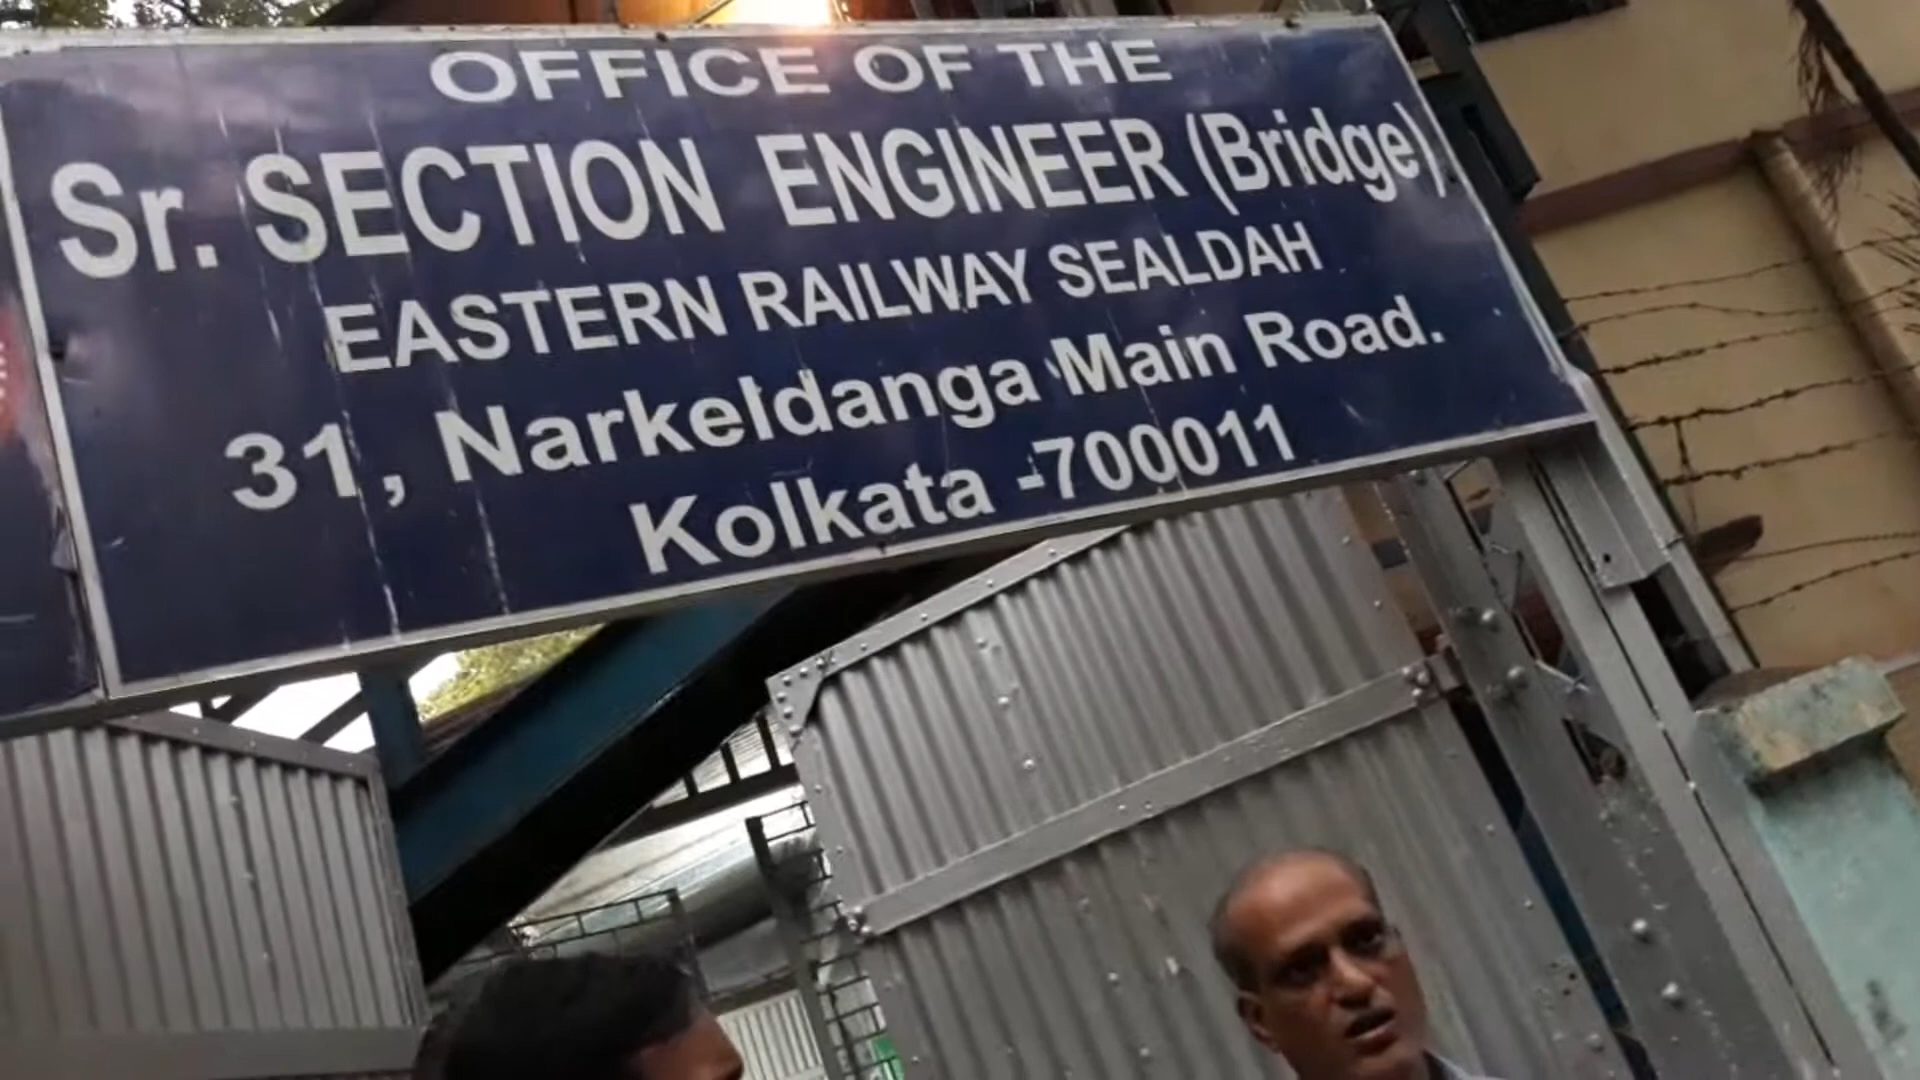 OFFICE OF THE
Sr. SECTION ENGINEER (Bridge)
EASTERN RAILWAY SEALDAH
31, Narkeldanga Main Road.
Kolkata -700011